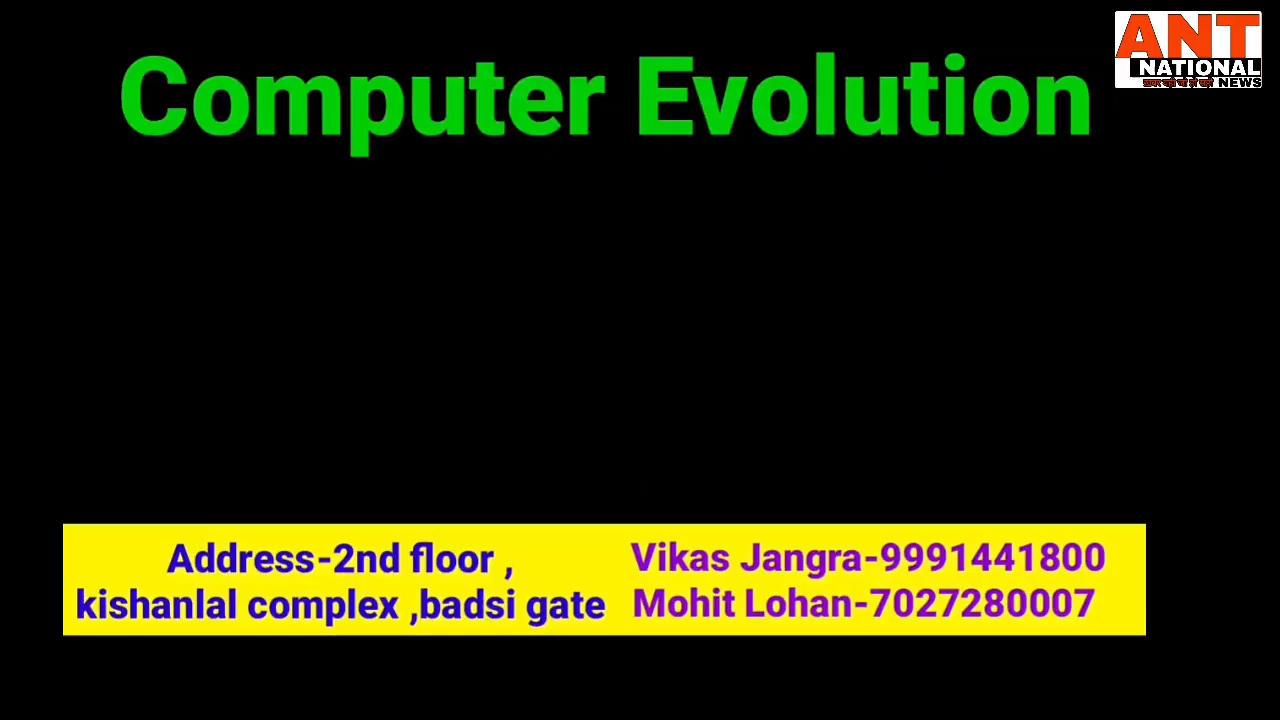 Computer Evolution
ANT
NATIONAL
NEWS
Address-2nd floor ,
kishanlal complex ,badsi gate
Vikas Jangra-9991441800
Mohit Lohan-7027280007